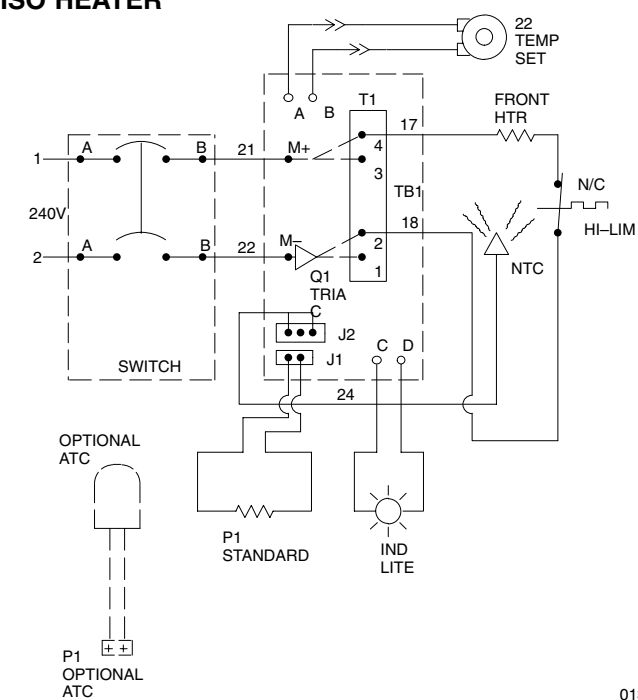 ISO HEATER
22
TEMP
SET
A B
T1
FRONT
HTR
17
4
3
TB1
18
2
1
1 A B 21 M+
240V
2 A B 22 M–
Q1
TRIA
C
N/C
HI–LIM
NTC
J2
J1
C D
SWITCH
24
OPTIONAL
ATC
P1
STANDARD
IND
LITE
+ +
P1
OPTIONAL
ATC
01